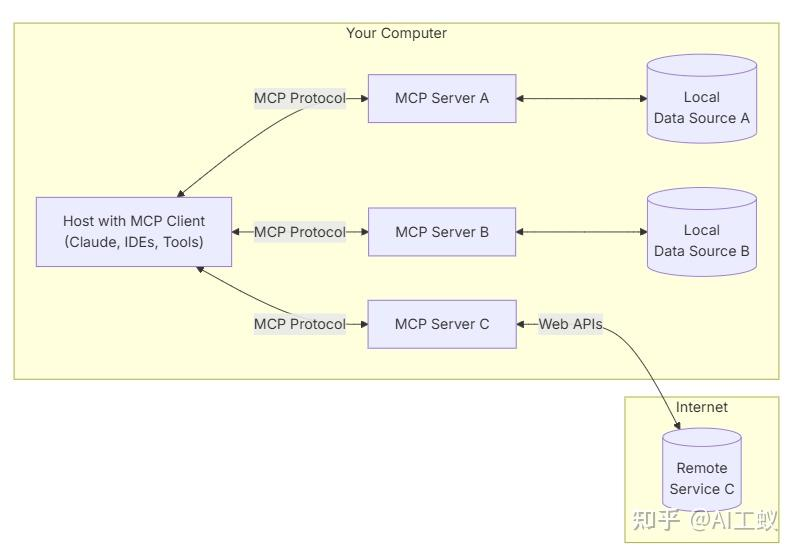 Your Computer
MCP Protocol
MCP Server A
Local
Data Source A
Host with MCP Client
(Claude, IDEs, Tools)
MCP Protocol
MCP Server B
Local
Data Source B
MCP Protocol
MCP Server C
Web APIs
Internet
Remote
Service C
知乎 @AI工蚁